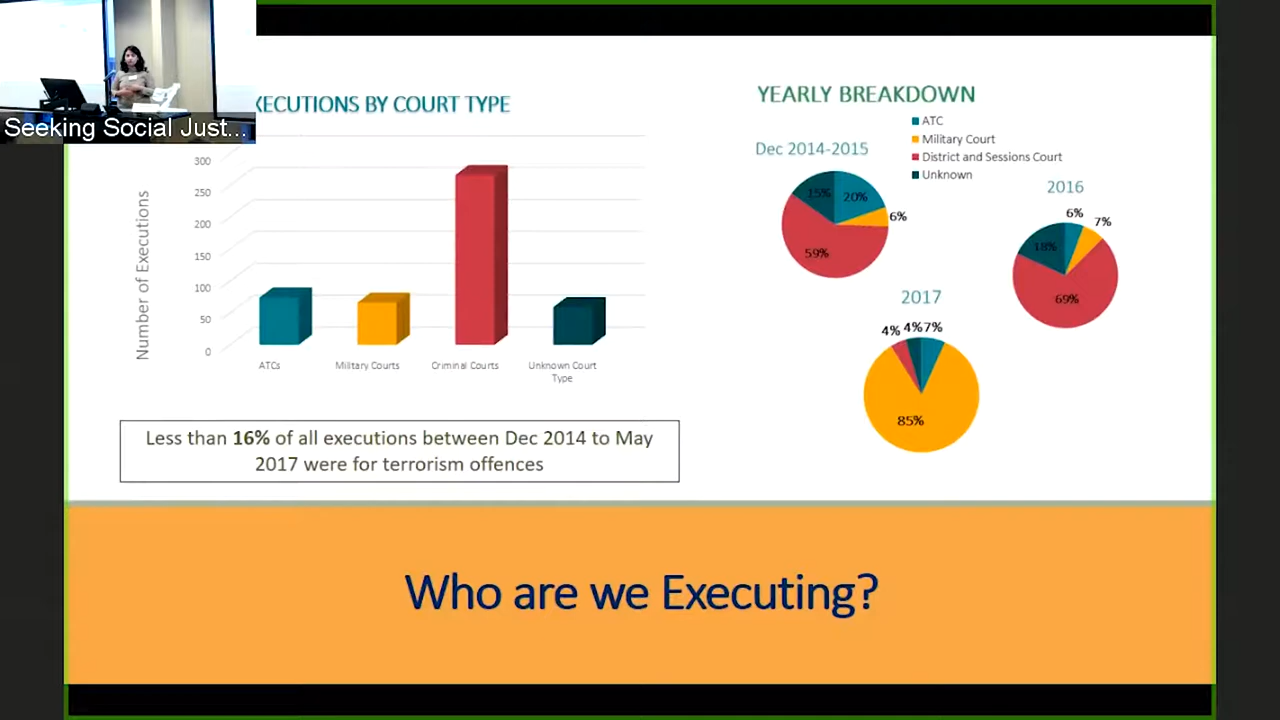 Seeking Social Just...
XECUTIONS BY COURT TYPE
Number of Executions
300
250
200
150
100
50
0
ATCs
Military Courts
Criminal Courts
Unknown Court
Type
Less than 16% of all executions between Dec 2014 to May
2017 were for terrorism offences
YEARLY BREAKDOWN
ATC
Military Court
District and Sessions Court
Unknown
Dec 2014-2015
15%
20%
6%
59%
2016
6%
7%
18%
69%
2017
4%
4%
7%
85%
Who are we Executing?